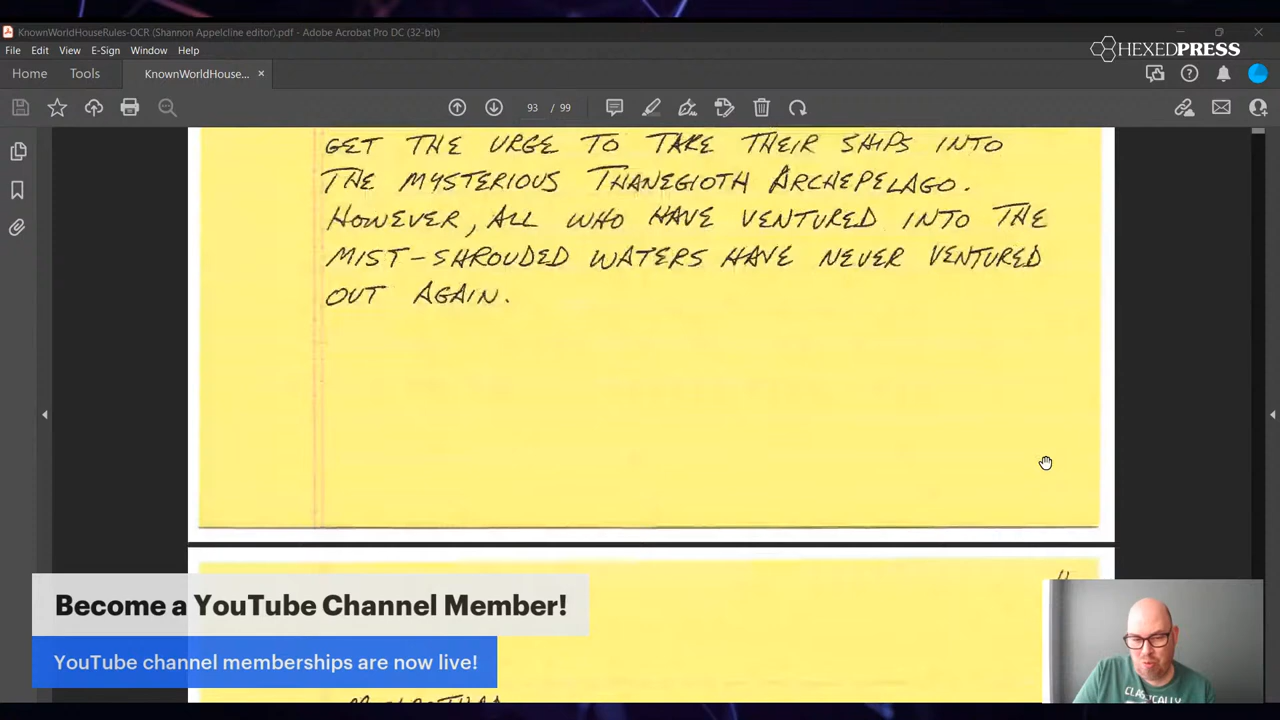 KnownWorldHouseRules-OCR (Shannon Appelcline editor).pdf - Adobe Acrobat Pro DC (32-bit)
File Edit View E-Sign Window Help
HEXEDPRESS
Home Tools KnownWorldHouse... ×
93 / 99
GET THE URGE TO TAKE THEIR SHIPS INTO
THE MYSTERIOUS THANEGIOTH ARCHEPELAGO.
HOWEVER, ALL WHO HAVE VENTURED INTO THE
MIST-SHROUDED WATERS HAVE NEVER VENTURED
OUT AGAIN.
Become a YouTube Channel Member!
YouTube channel memberships are now live!
CLASSICALLY